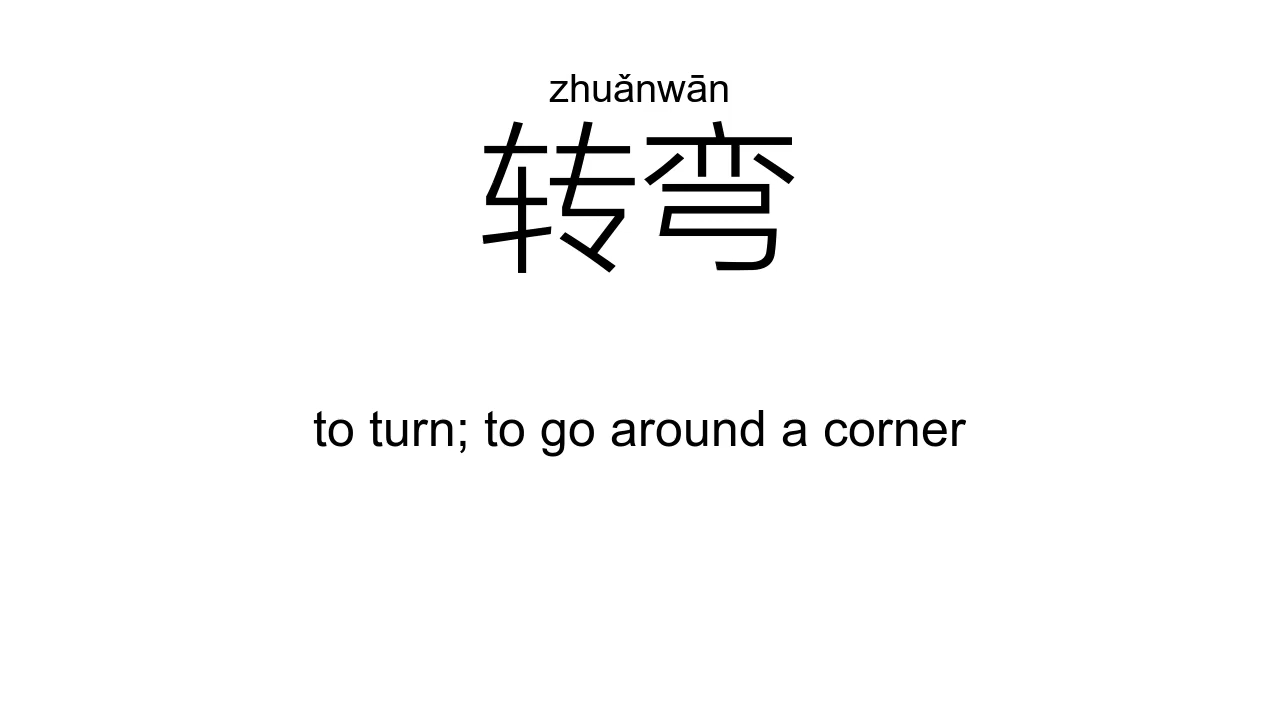 zhuǎnwān
转弯
to turn; to go around a corner